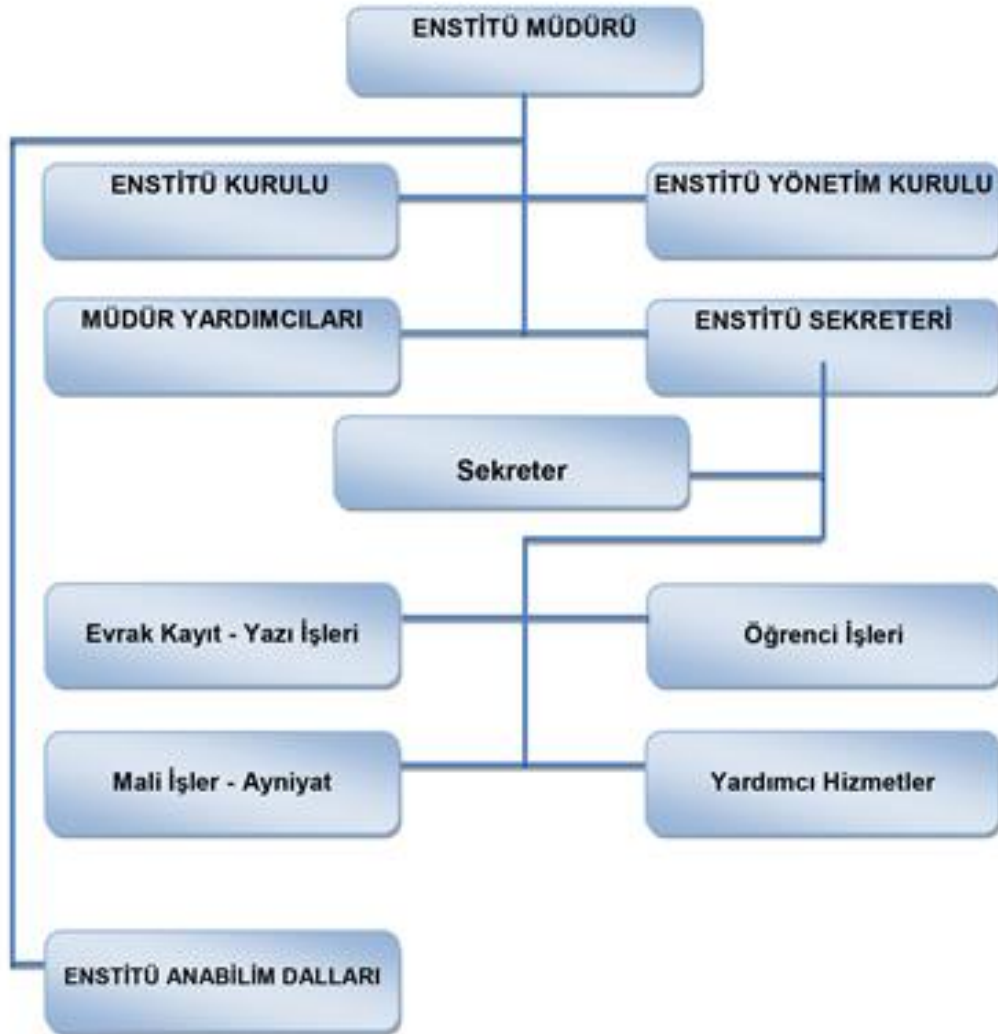 ENSTİTÜ MÜDÜRÜ
ENSTİTÜ KURULU
ENSTİTÜ YÖNETİM KURULU
MÜDÜR YARDIMCILARI
ENSTİTÜ SEKRETERİ
Sekreter
Evrak Kayıt - Yazı İşleri
Öğrenci İşleri
Mali İşler - Ayniyat
Yardımcı Hizmetler
ENSTİTÜ ANABİLİM DALLARI